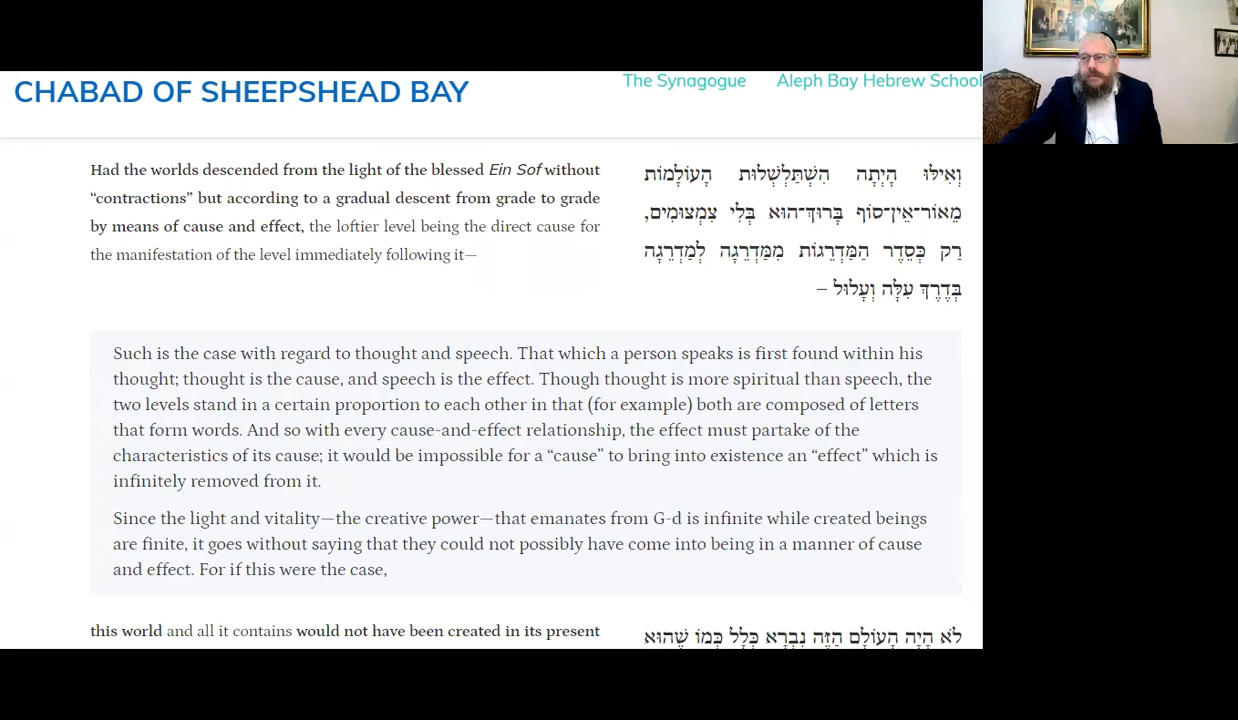 CHABAD OF SHEEPSHEAD BAY
The Synagogue
Aleph Bay Hebrew School
Had the worlds descended from the light of the blessed Ein Sof without
“contractions” but according to a gradual descent from grade to grade
by means of cause and effect, the loftier level being the direct cause for
the manifestation of the level immediately following it—
וְאִילּוּ הָיְתָה הִשְׁתַּלְשְׁלוּת הָעוֹלָמוֹת
מֵאוֹר־אֵין־סוֹף בָּרוּךְ־הוּא בְּלִי צִמְצוּמִים,
רַק כְּסֵדֶר הַמַּדְרֵגוֹת מִמַּדְרֵגָה לְמַדְרֵגָה
בְּדֶרֶךְ עִלָּה וְעָלוּל –
Such is the case with regard to thought and speech. That which a person speaks is first found within his
thought; thought is the cause, and speech is the effect. Though thought is more spiritual than speech, the
two levels stand in a certain proportion to each other in that (for example) both are composed of letters
that form words. And so with every cause-and-effect relationship, the effect must partake of the
characteristics of its cause; it would be impossible for a “cause” to bring into existence an “effect” which is
infinitely removed from it.
Since the light and vitality—the creative power—that emanates from G-d is infinite while created beings
are finite, it goes without saying that they could not possibly have come into being in a manner of cause
and effect. For if this were the case,
this world and all it contains would not have been created in its present
לֹא הָיָה הָעוֹלָם הַזֶּה נִבְרָא כְּלָל כְּמוֹ שֶׁהוּא